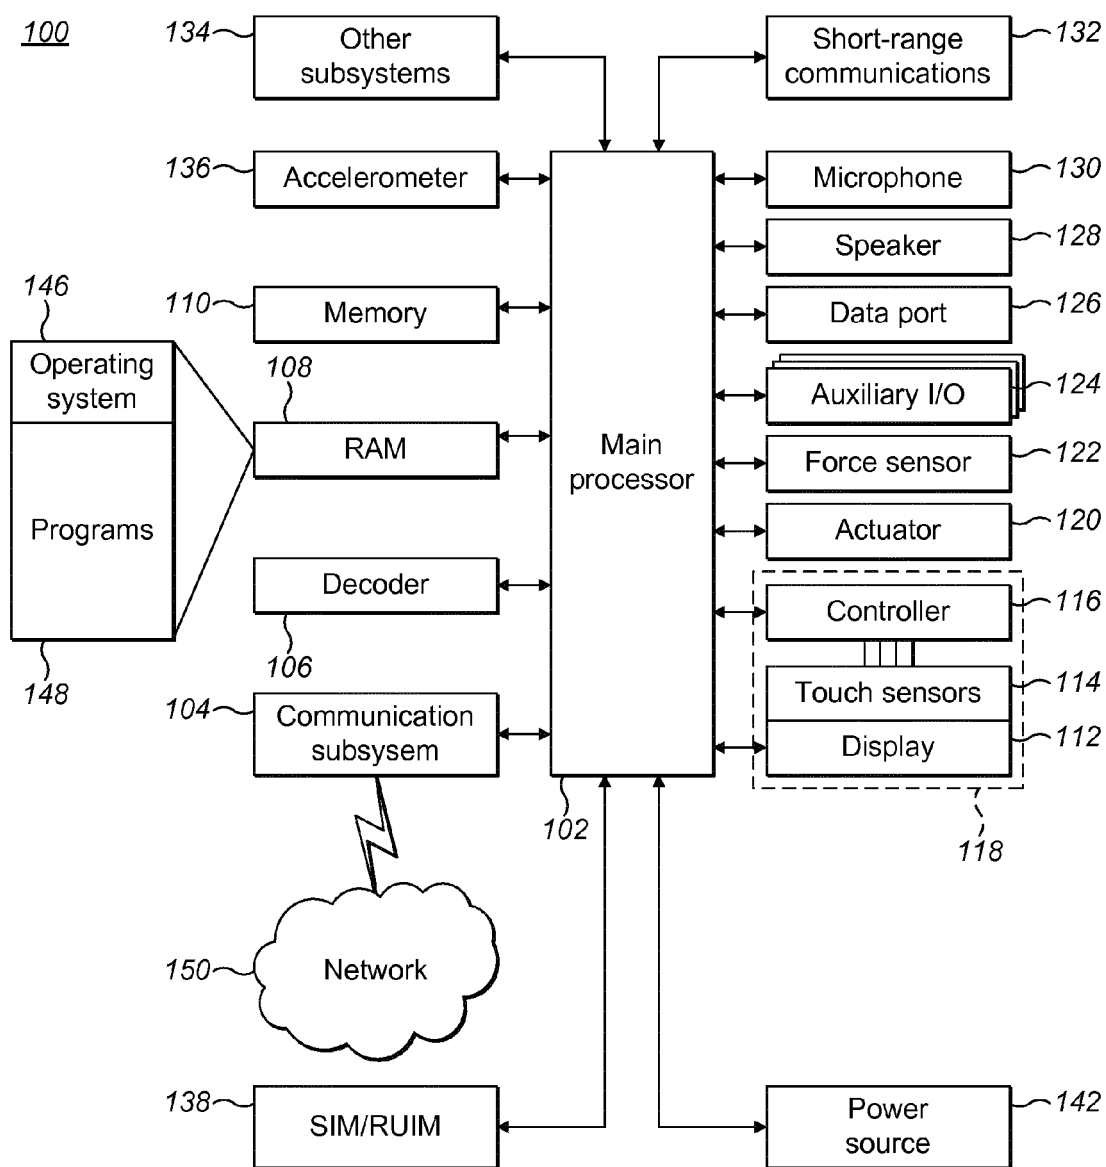 100
134
Other
subsystems
Short-range
communications
132
136
Accelerometer
Microphone
130
Speaker
128
146
110
Memory
Data port
126
Operating
system
108
Auxiliary I/O
124
RAM
Main
processor
Force sensor
122
Programs
Actuator
120
Decoder
Controller
116
106
148
104
Communication
subsysem
Touch sensors
114
Display
112
102
118
150
Network
138
SIM/RUIM
Power
source
142